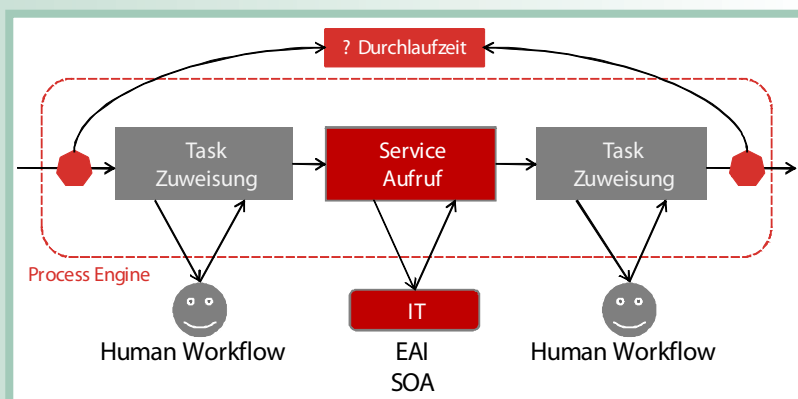 ? Durchlaufzeit
Task
Zuweisung
Service
Aufruf
Task
Zuweisung
Process Engine
IT
Human Workflow
EAI
SOA
Human Workflow